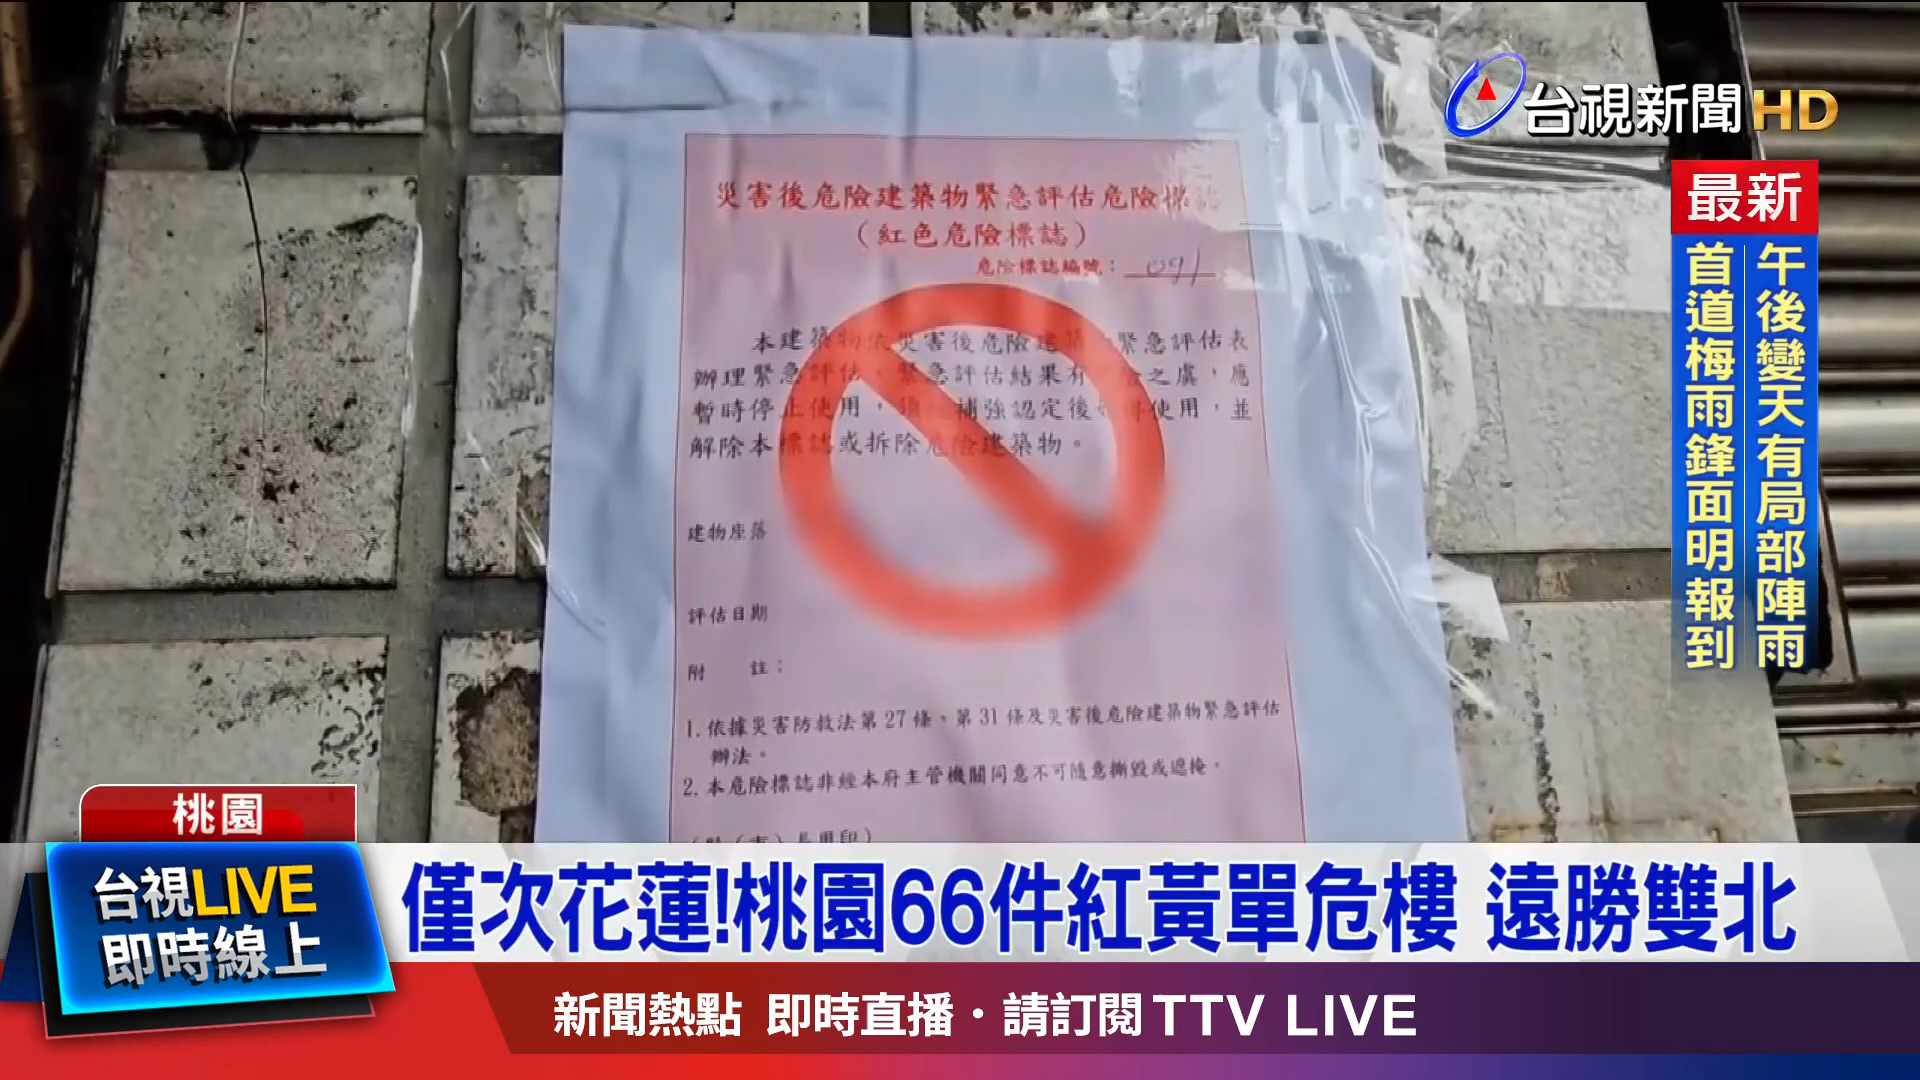 災害後危險建築物緊急評估危險標誌
(紅色危險標誌)
危險標誌編號：091
本建築物依災害後危險建築 緊急評估表
辦理緊急評估，緊急評估結果有 之虞，應
暫時停止使用，須 補強認定後 得使用，並
解除本標誌或拆除危險建築物。
建物座落
評估日期
附 註：
1. 依據災害防救法第27條、第31條及災害後危險建築物緊急評估
辦法。
2. 本危險標誌非經本府主管機關同意不可隨意撕毀或遮掩。
台視新聞HD
最新
午後變天有局部陣雨
首道梅雨鋒面明報到
桃園
台視LIVE
即時線上
僅次花蓮!桃園66件紅黃單危樓 遠勝雙北
新聞熱點 即時直播・請訂閱TTV LIVE